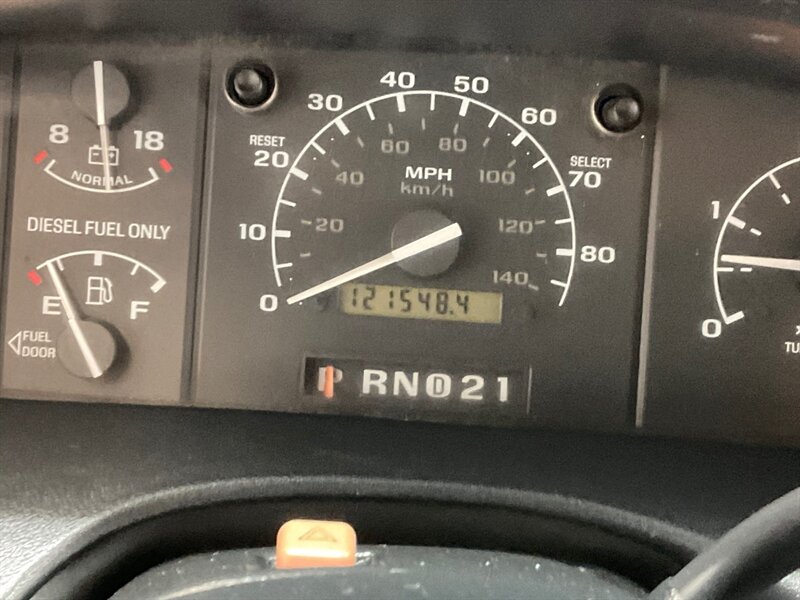 8 18
NORMAL
DIESEL FUEL ONLY
E F
FUEL
DOOR
RESET
SELECT
0 10 20 30 40 50 60 70 80
20 40 60 80 100 120 140
MPH
km/h
121548.4
P R N D 2 1
1
0
TU